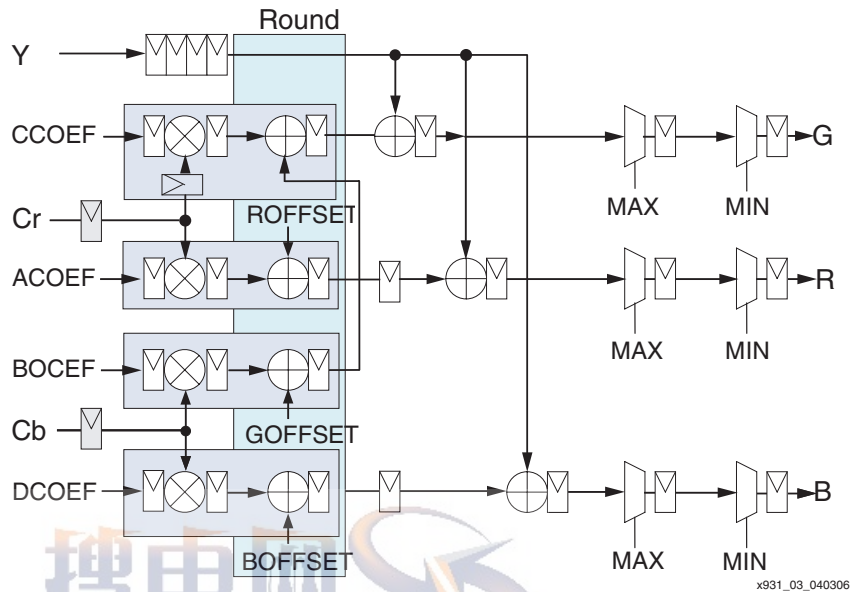 Round
Y
CCOEF
G
MAX
MIN
Cr
ROFFSET
ACOEF
R
MAX
MIN
BOCEF
Cb
GOFFSET
DCOEF
B
BOFFSET
MAX
MIN
x931_03_040306